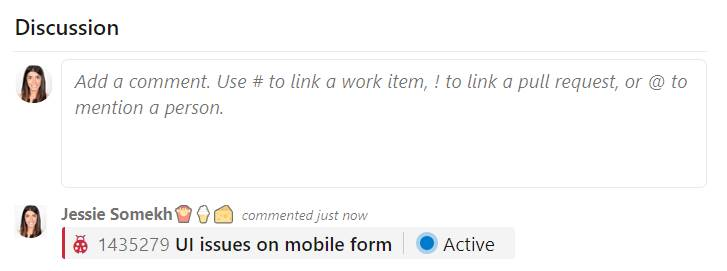 Discussion
Add a comment. Use # to link a work item, ! to link a pull request, or @ to
mention a person.
Jessie Somekh🍟🍦🧀 commented just now
1435279 UI issues on mobile form Active